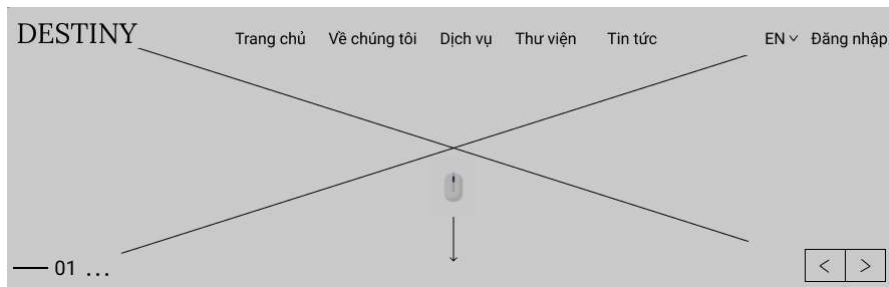 DESTINY Trang chủ Về chúng tôi Dịch vụ Thư viện Tin tức EN Đăng nhập
01 ...